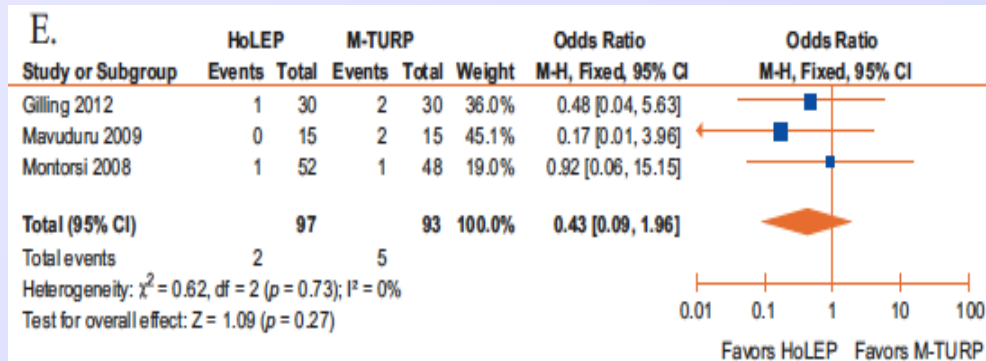 E.
HoLEP M-TURP Odds Ratio Odds Ratio
Study or Subgroup Events Total Events Total Weight M-H, Fixed, 95% CI M-H, Fixed, 95% CI
Gilling 2012 1 30 2 30 36.0% 0.48 [0.04, 5.63]
Mavuduru 2009 0 15 2 15 45.1% 0.17 [0.01, 3.96]
Montorsi 2008 1 52 1 48 19.0% 0.92 [0.06, 15.15]
Total (95% CI) 97 93 100.0% 0.43 [0.09, 1.96]
Total events 2 5
Heterogeneity: χ² = 0.62, df = 2 (p = 0.73); I² = 0%
Test for overall effect: Z = 1.09 (p = 0.27)
0.01 0.1 1 10 100
Favors HoLEP Favors M-TURP